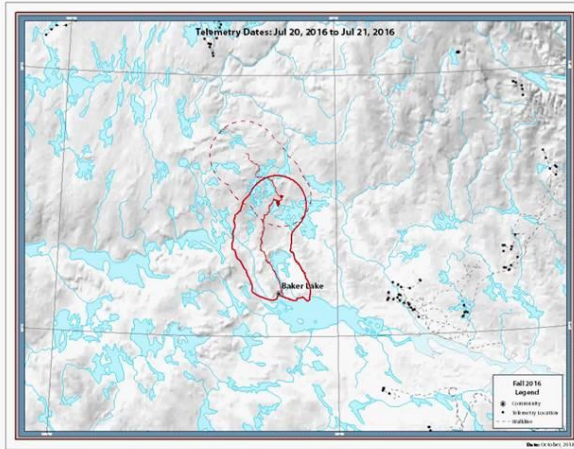 Telemetry Dates: Jul 20, 2016 to Jul 21, 2016
Baker Lake
Fall 2016
Legend
Community
Telemetry Location
Date: October, 2016